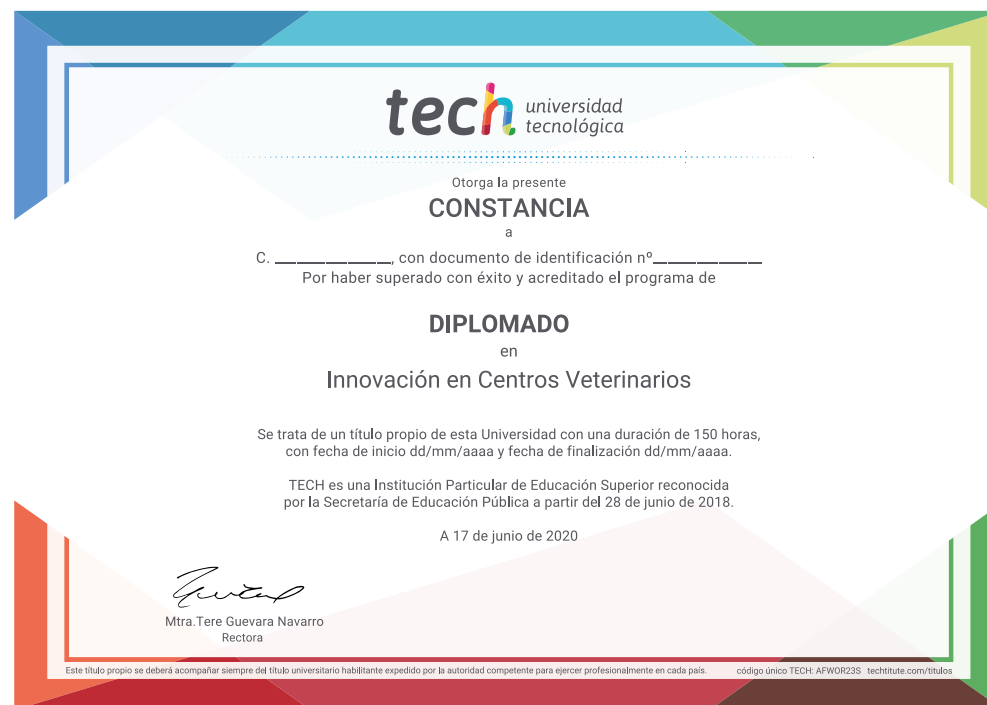 tech universidad
tecnológica
Otorga la presente
CONSTANCIA
a
C. ________________, con documento de identificación nº_______________
Por haber superado con éxito y acreditado el programa de
DIPLOMADO
en
Innovación en Centros Veterinarios
Se trata de un título propio de esta Universidad con una duración de 150 horas,
con fecha de inicio dd/mm/aaaa y fecha de finalización dd/mm/aaaa.
TECH es una Institución Particular de Educación Superior reconocida
por la Secretaría de Educación Pública a partir del 28 de junio de 2018.
A 17 de junio de 2020
Mtra.Tere Guevara Navarro
Rectora
Este título propio se deberá acompañar siempre del título universitario habilitante expedido por la autoridad competente para ejercer profesionalmente en cada país. código único TECH: AFWOR23S techtitute.com/titulos